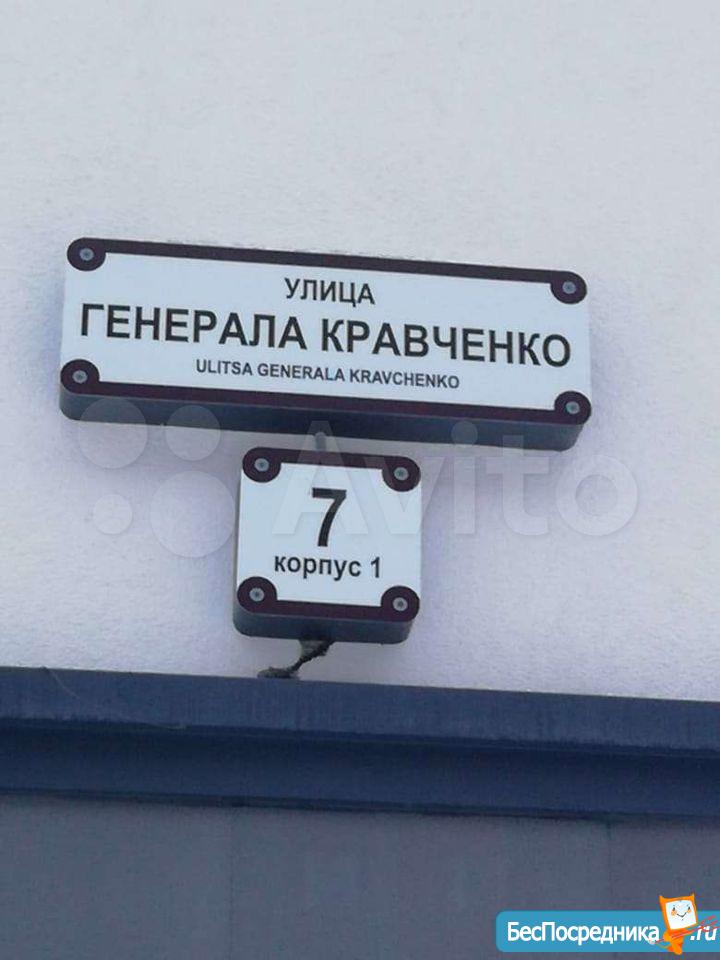 УЛИЦА
ГЕНЕРАЛА КРАВЧЕНКО
ULITSA GENERALA KRAVCHENKO
Avito
7
корпус 1
БесПосредника.ru